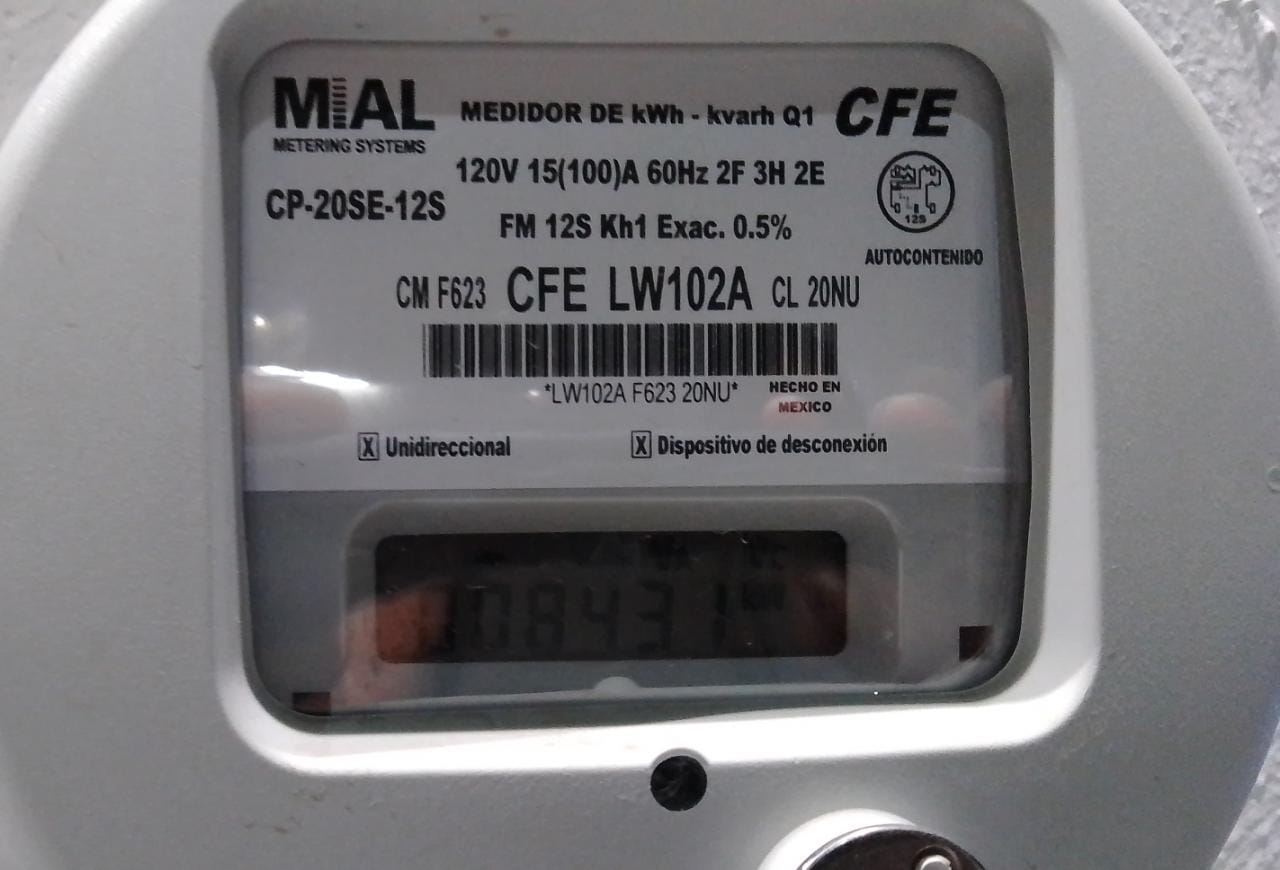 MIAL
METERING SYSTEMS
MEDIDOR DE kWh - kvarh Q1
CFE
120V 15(100)A 60Hz 2F 3H 2E
CP-20SE-12S
FM 12S Kh1 Exac. 0.5%
12S
AUTOCONTENIDO
CM F623 CFE LW102A CL 20NU
*LW102A F623 20NU*
HECHO EN
MEXICO
X Unidireccional
X Dispositivo de desconexión
08431